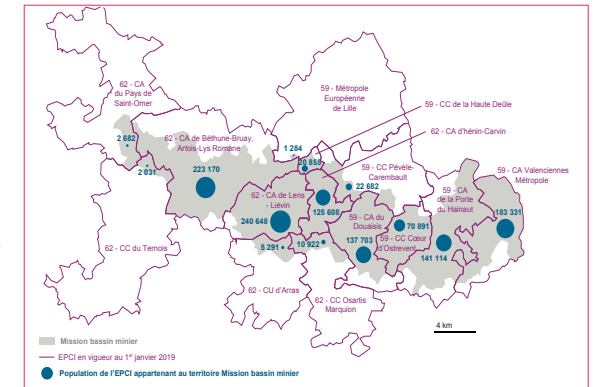 62 - CA
du Pays de
Saint-Omer
59 - Métropole
Européenne
de Lille
59 - CC de la Haute Deûle
62 - CA d'hénin-Carvin
2 682
62 - CA de Béthune-Bruay,
Artois-Lys Romane
1 284
20 855
2 031
223 170
59 - CC Pévèle-
Carembault
22 682
59 - CA Valenciennes
Métropole
62 - CA de Lens -
Liévin
240 648
125 608
59 - CA
de la Porte
du Hainaut
183 331
59 - CA du
Douaisis
70 891
59 - CC Cœur
d'Ostrevent
62 - CC du Ternois
5 291
10 922
137 703
141 114
62 - CU d'Arras
62 - CC Osartis
Marquion
4 km
Mission bassin minier
EPCI en vigueur au 1er janvier 2019
Population de l'EPCI appartenant au territoire Mission bassin minier